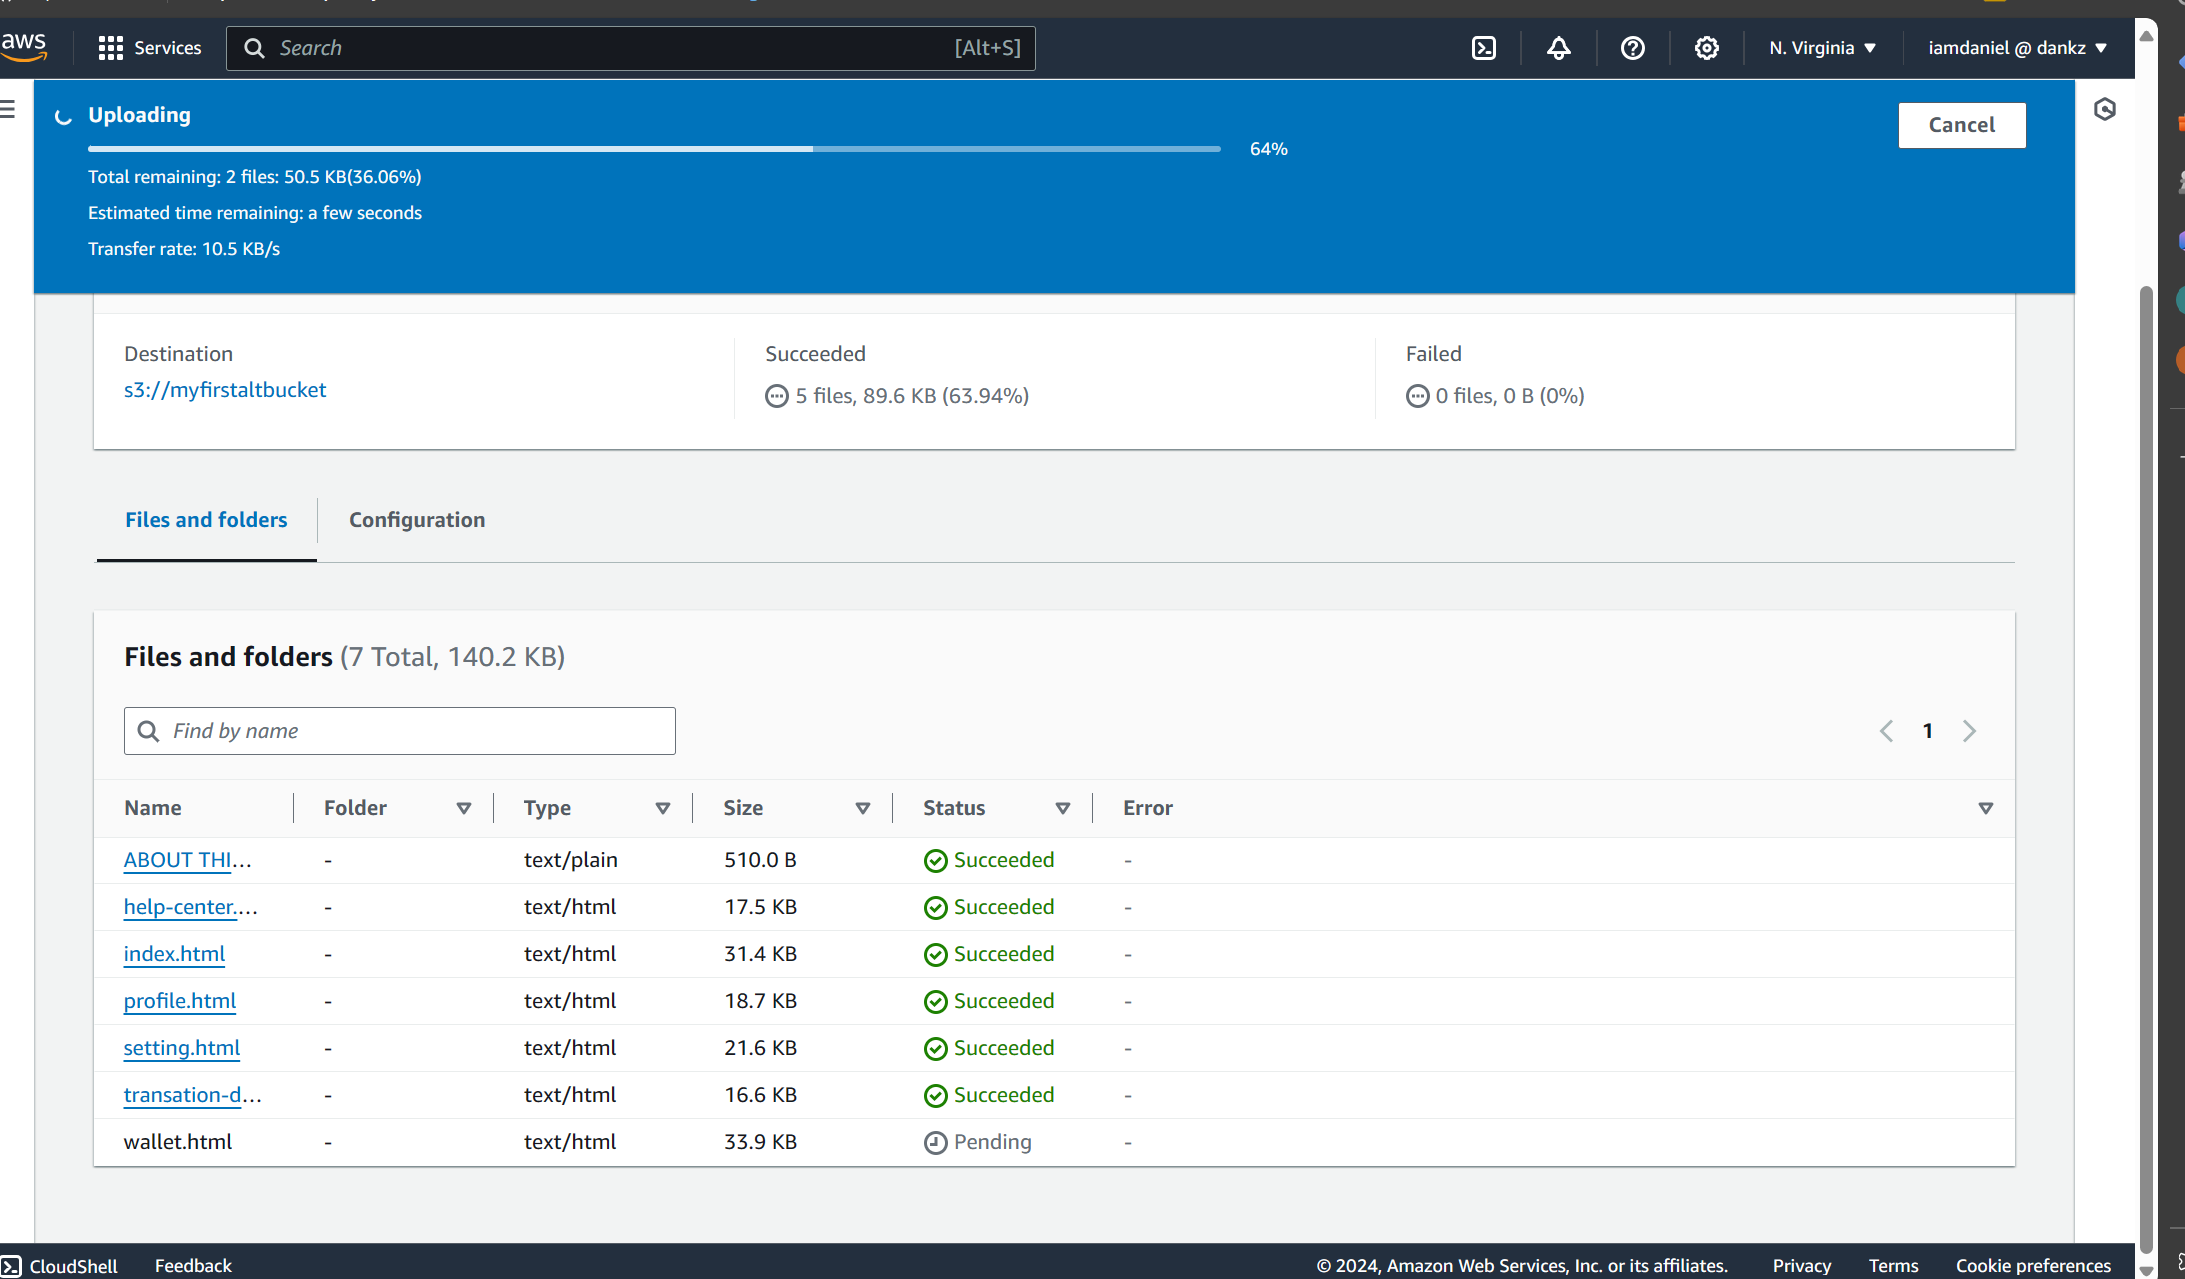 aws Services Search [Alt+S] N. Virginia iamdaniel @ dankz
Uploading
Cancel
64%
Total remaining: 2 files: 50.5 KB(36.06%)
Estimated time remaining: a few seconds
Transfer rate: 10.5 KB/s
Destination Succeeded Failed
s3://myfirstaltbucket 5 files, 89.6 KB (63.94%) 0 files, 0 B (0%)
Files and folders Configuration
Files and folders (7 Total, 140.2 KB)
Find by name 1
Name Folder Type Size Status Error
ABOUT THI... - text/plain 510.0 B Succeeded -
help-center.... - text/html 17.5 KB Succeeded -
index.html - text/html 31.4 KB Succeeded -
profile.html - text/html 18.7 KB Succeeded -
setting.html - text/html 21.6 KB Succeeded -
transation-d... - text/html 16.6 KB Succeeded -
wallet.html - text/html 33.9 KB Pending -
CloudShell Feedback © 2024, Amazon Web Services, Inc. or its affiliates. Privacy Terms Cookie preferences